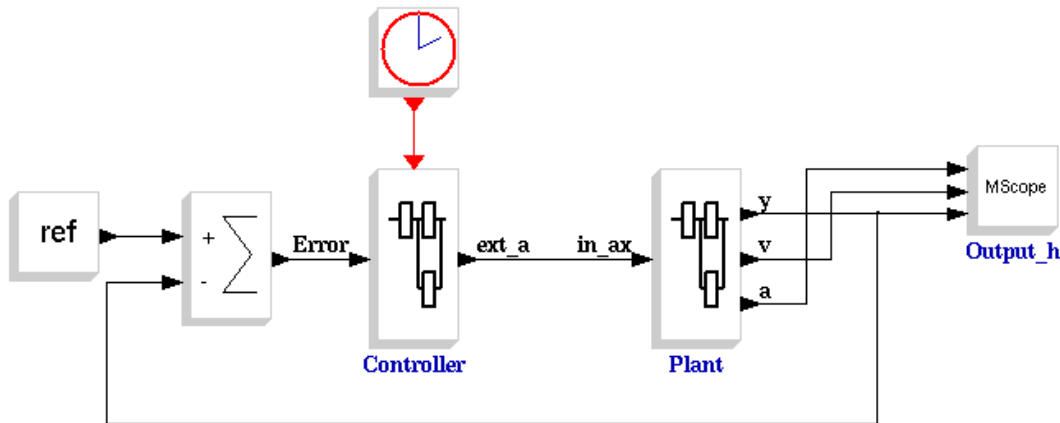 MScope
ref
+
-
Error
ext_a
in_ax
y
v
a
Output_h
Controller
Plant